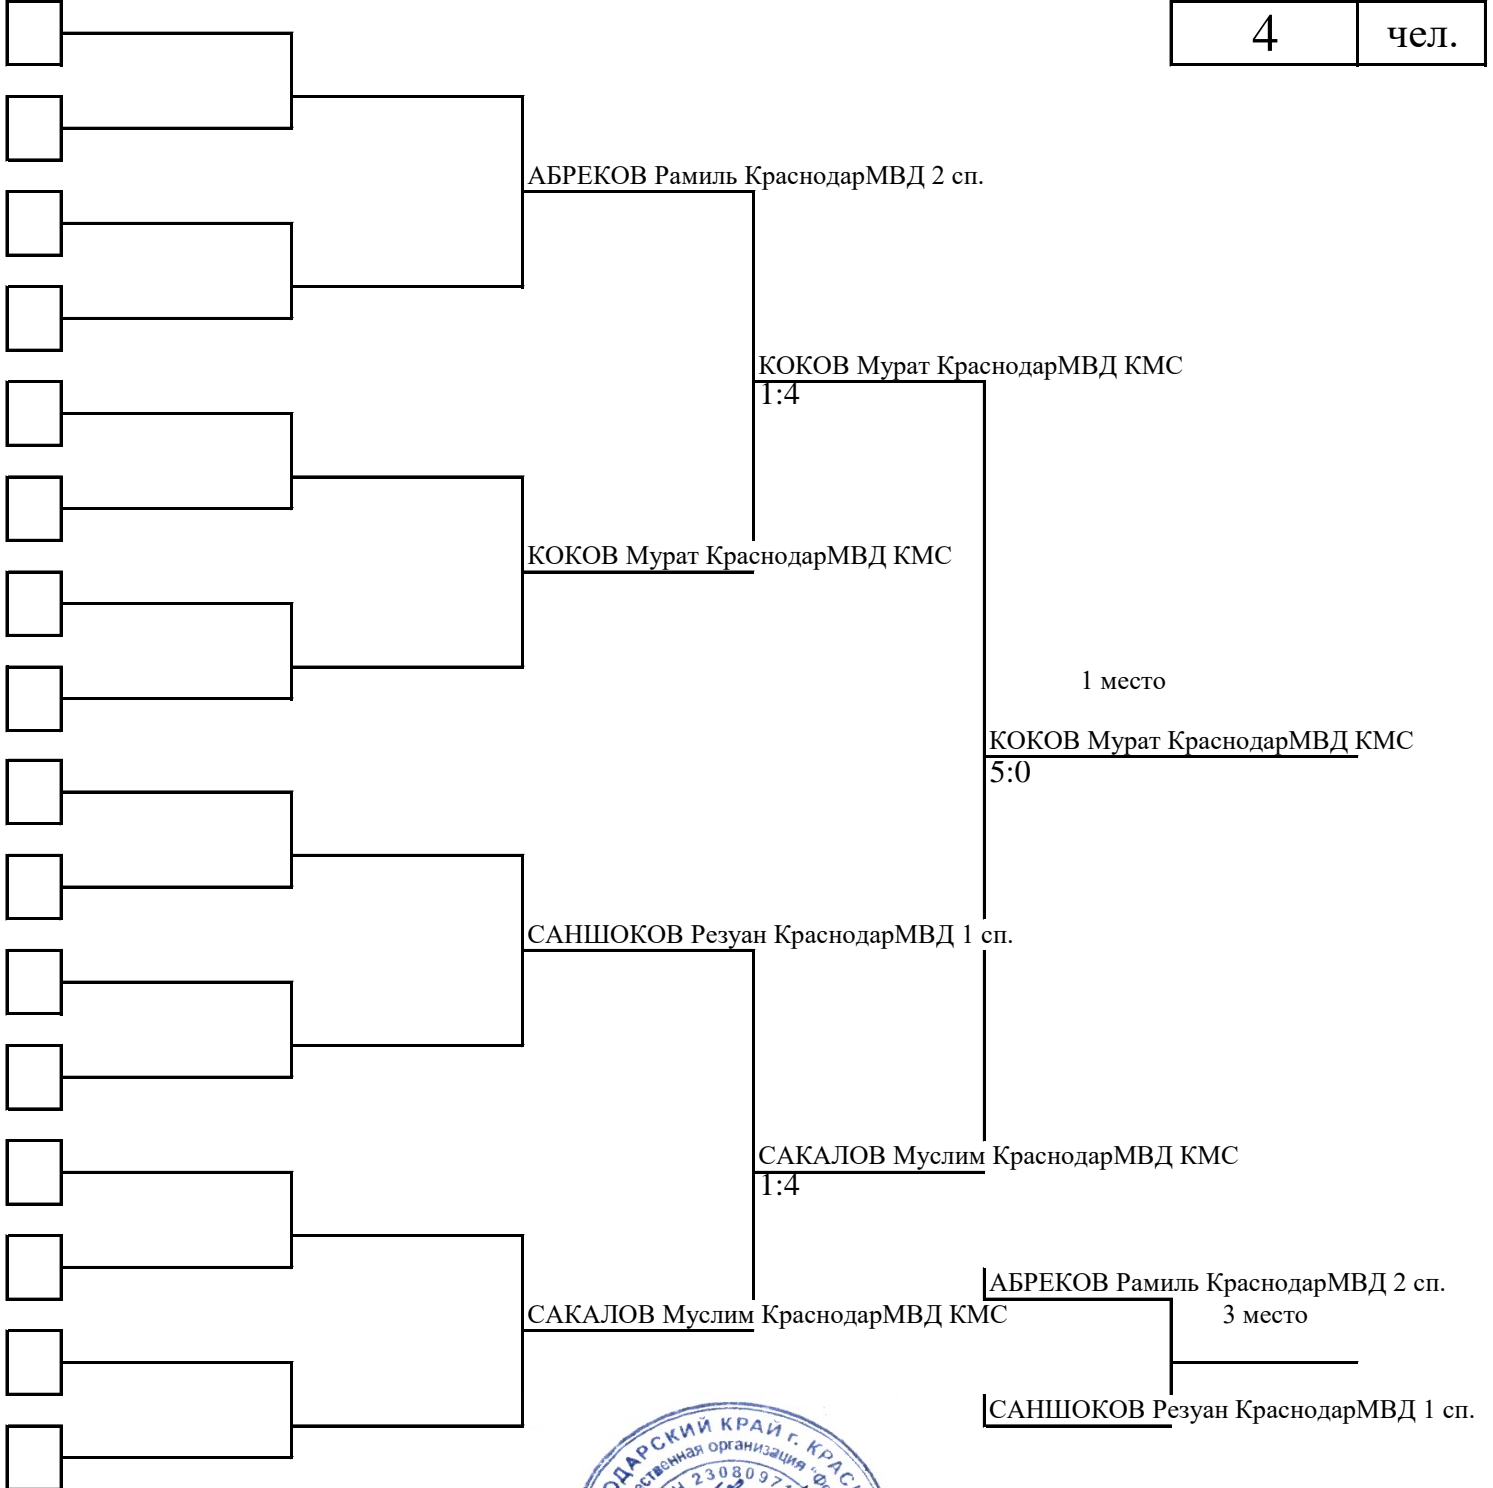 4 чел.
АБРЕКОВ Рамиль КраснодарМВД 2 сп.
КОКОВ Мурат КраснодарМВД КМС
1:4
КОКОВ Мурат КраснодарМВД КМС
1 место
КОКОВ Мурат КраснодарМВД КМС
5:0
САНШОКОВ Резуан КраснодарМВД 1 сп.
САКАЛОВ Муслим КраснодарМВД КМС
1:4
АБРЕКОВ Рамиль КраснодарМВД 2 сп.
САКАЛОВ Муслим КраснодарМВД КМС
3 место
САНШОКОВ Резуан КраснодарМВД 1 сп.
КРАЙ г.
организация